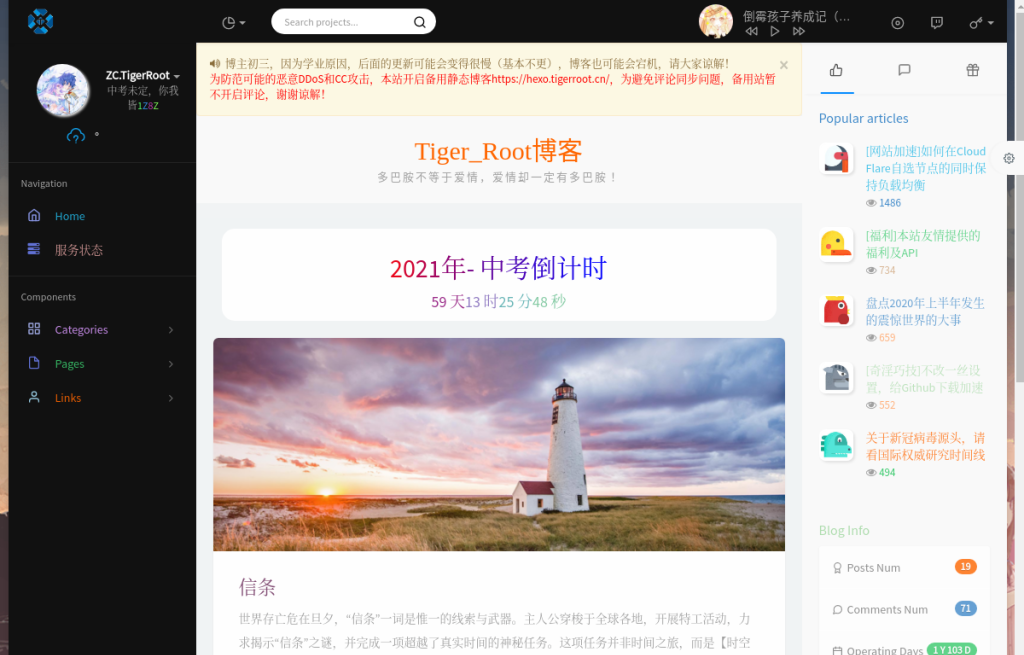 Search projects...
倒霉孩子养成记（...
ZC.TigerRoot
中考未定，你我
皆1Z8Z
Navigation
Home
服务状态
Components
Categories
Pages
Links
博主初三，因为学业原因，后面的更新可能会变得很慢（基本不更），博客也可能会宕机，请大家谅解！
为防范可能的恶意DDoS和CC攻击，本站开启备用静态博客https://hexo.tigerroot.cn/，为避免评论同步问题，备用站暂
不开启评论，谢谢谅解！
×
Tiger_Root博客
多巴胺不等于爱情，爱情却一定有多巴胺！
2021年- 中考倒计时
59 天13 时25 分48 秒
信条
世界存亡危在旦夕，“信条”一词是惟一的线索与武器。主人公穿梭于全球各地，开展特工活动，力
求揭示“信条”之谜，并完成一项超越了真实时间的神秘任务。这项任务并非时间之旅，而是【时空
Popular articles
[网站加速]如何在Cloud
Flare自选节点的同时保
持负载均衡
1486
[福利]本站友情提供的
福利及API
734
盘点2020年上半年发生
的震惊世界的大事
659
[奇淫巧技]不改一丝设
置，给Github下载加速
552
关于新冠病毒源头，请
看国际权威研究时间线
494
Blog Info
Posts Num 19
Comments Num 71
Operating Days 1 Y 103 D